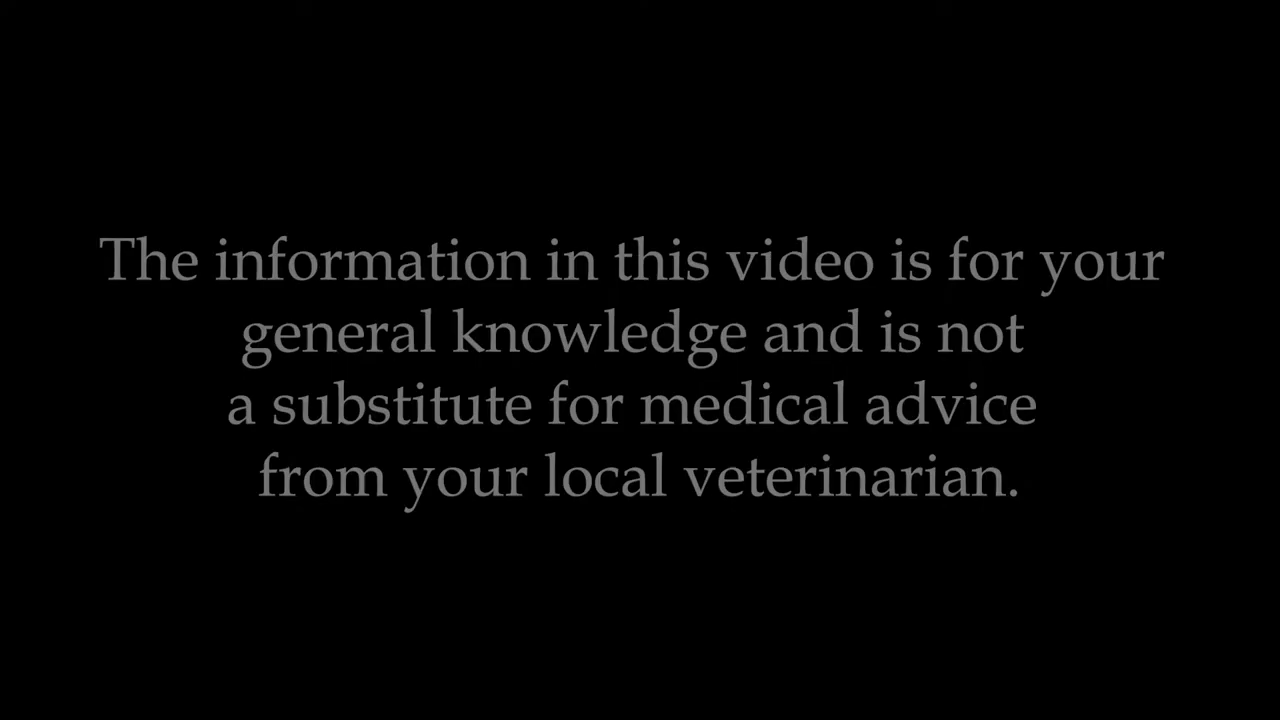 The information in this video is for your
general knowledge and is not
a substitute for medical advice
from your local veterinarian.